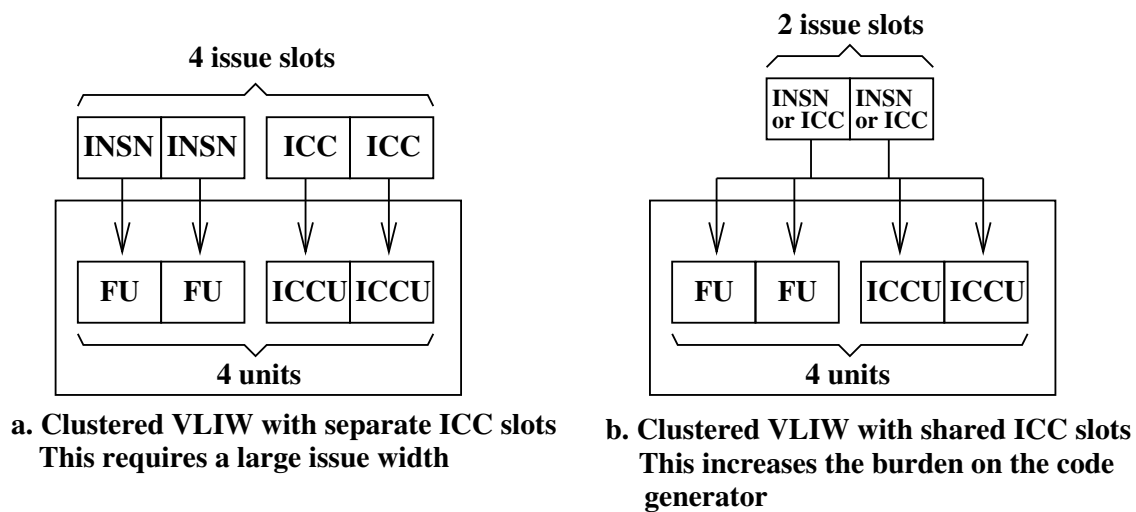 4 issue slots
INSN INSN ICC ICC
FU FU ICCU ICCU
4 units
a. Clustered VLIW with separate ICC slots
This requires a large issue width
2 issue slots
INSN INSN
or ICC or ICC
FU FU ICCU ICCU
4 units
b. Clustered VLIW with shared ICC slots
This increases the burden on the code
generator